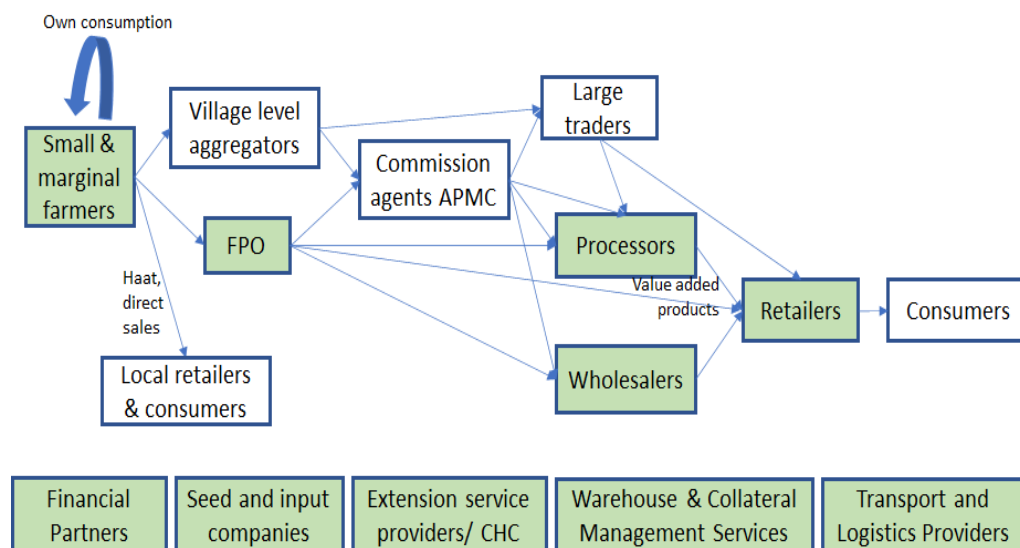 Own consumption
Small &
marginal
farmers
Village level
aggregators
Large
traders
Commission
agents APMC
FPO
Processors
Haat,
direct
sales
Value added
products
Retailers
Consumers
Local retailers
& consumers
Wholesalers
Financial
Partners
Seed and input
companies
Extension service
providers/ CHC
Warehouse & Collateral
Management Services
Transport and
Logistics Providers